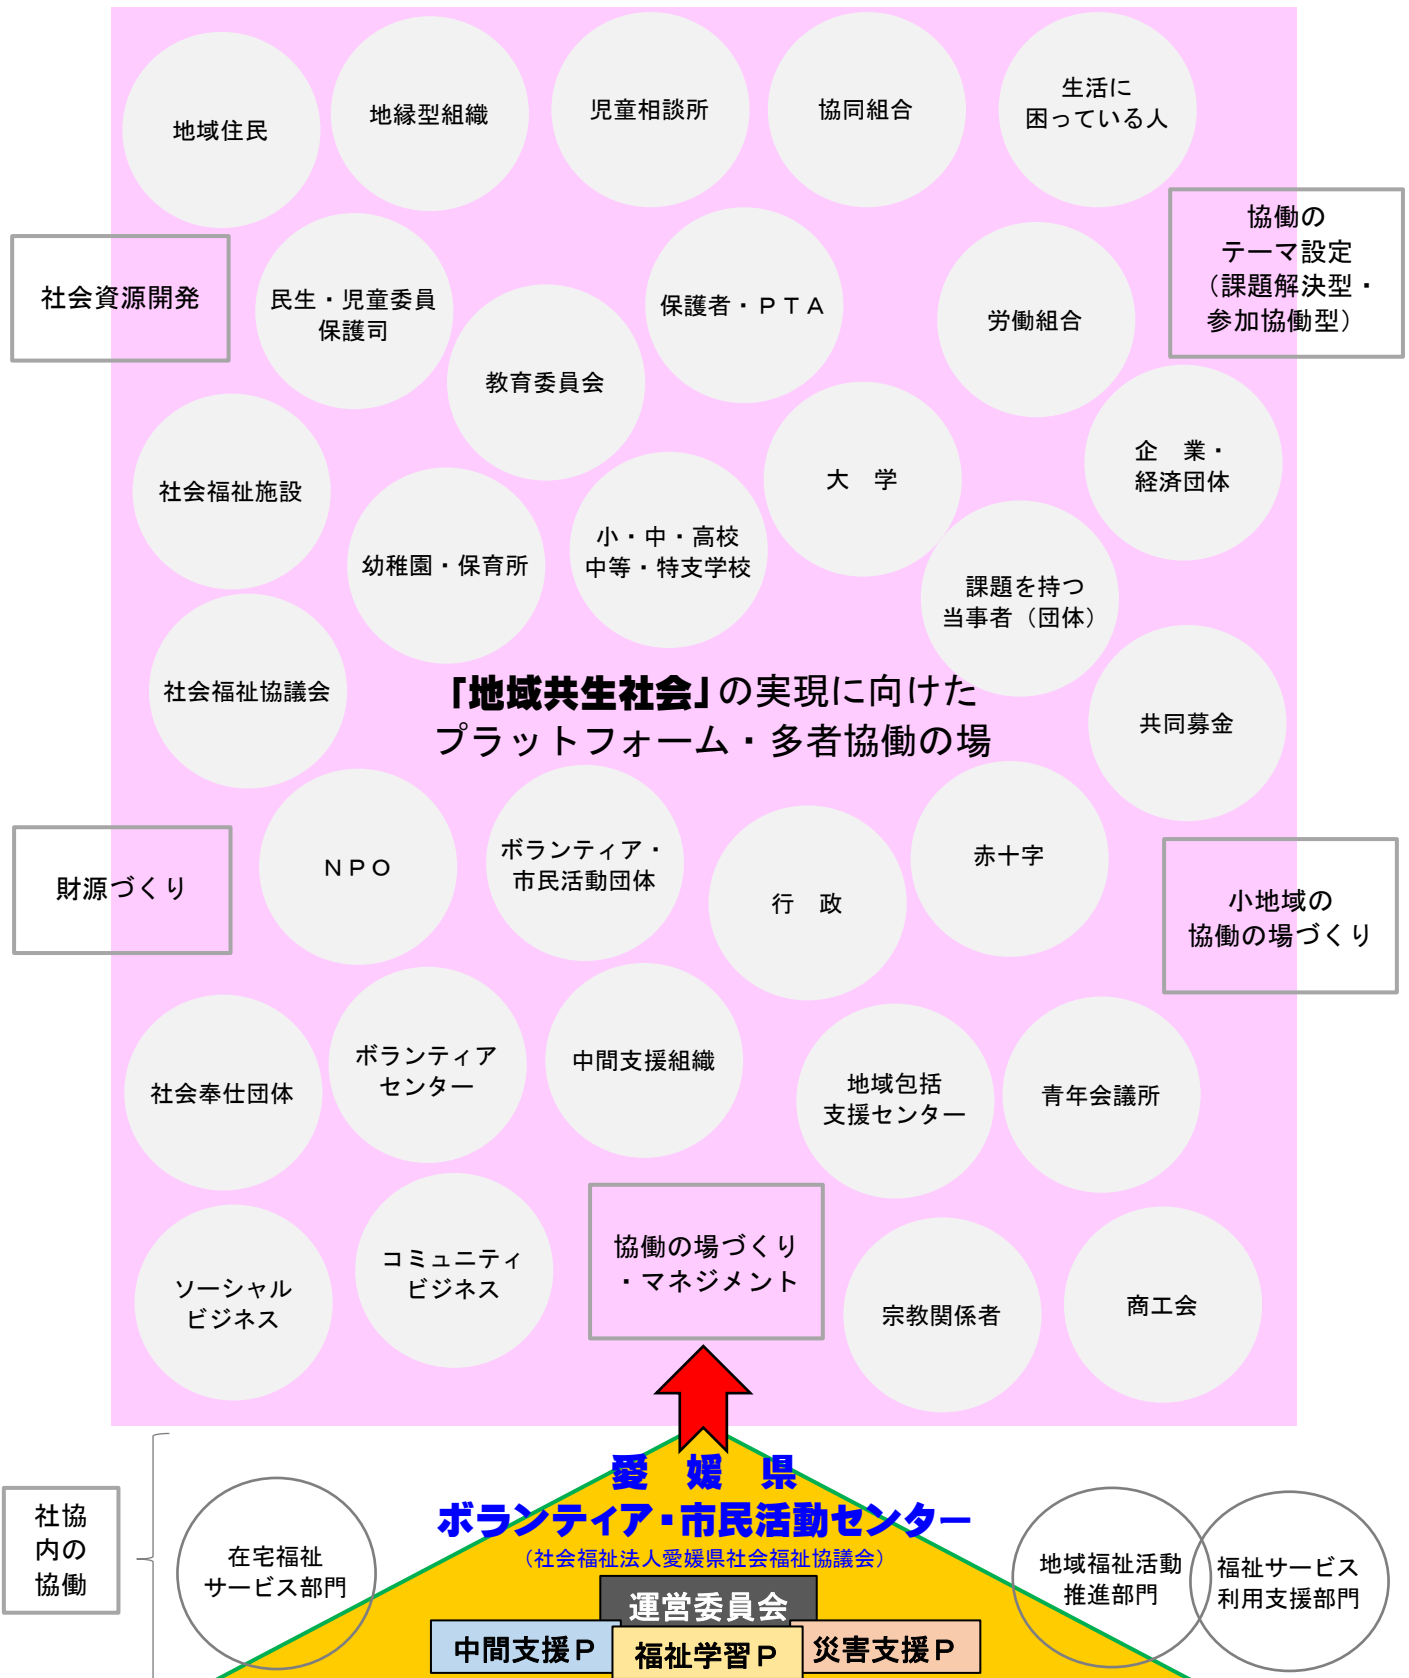 地域住民
地縁型組織
児童相談所
協同組合
生活に
困っている人
社会資源開発
民生・児童委員
保護司
教育委員会
保護者・ＰＴＡ
労働組合
協働の
テーマ設定
（課題解決型・
参加協働型）
社会福祉施設
幼稚園・保育所
小・中・高校
中等・特支学校
大　学
課題を持つ
当事者（団体）
企　業・
経済団体
社会福祉協議会
「地域共生社会」の実現に向けた
プラットフォーム・多者協働の場
共同募金
財源づくり
ＮＰＯ
ボランティア・
市民活動団体
行　政
赤十字
小地域の
協働の場づくり
社会奉仕団体
ボランティア
センター
中間支援組織
地域包括
支援センター
青年会議所
ソーシャル
ビジネス
コミュニティ
ビジネス
協働の場づくり
・マネジメント
宗教関係者
商工会
社協
内の
協働
在宅福祉
サービス部門
愛　媛　県
ボランティア・市民活動センター
（社会福祉法人愛媛県社会福祉協議会）
運営委員会
中間支援Ｐ
福祉学習Ｐ
災害支援Ｐ
地域福祉活動
推進部門
福祉サービス
利用支援部門